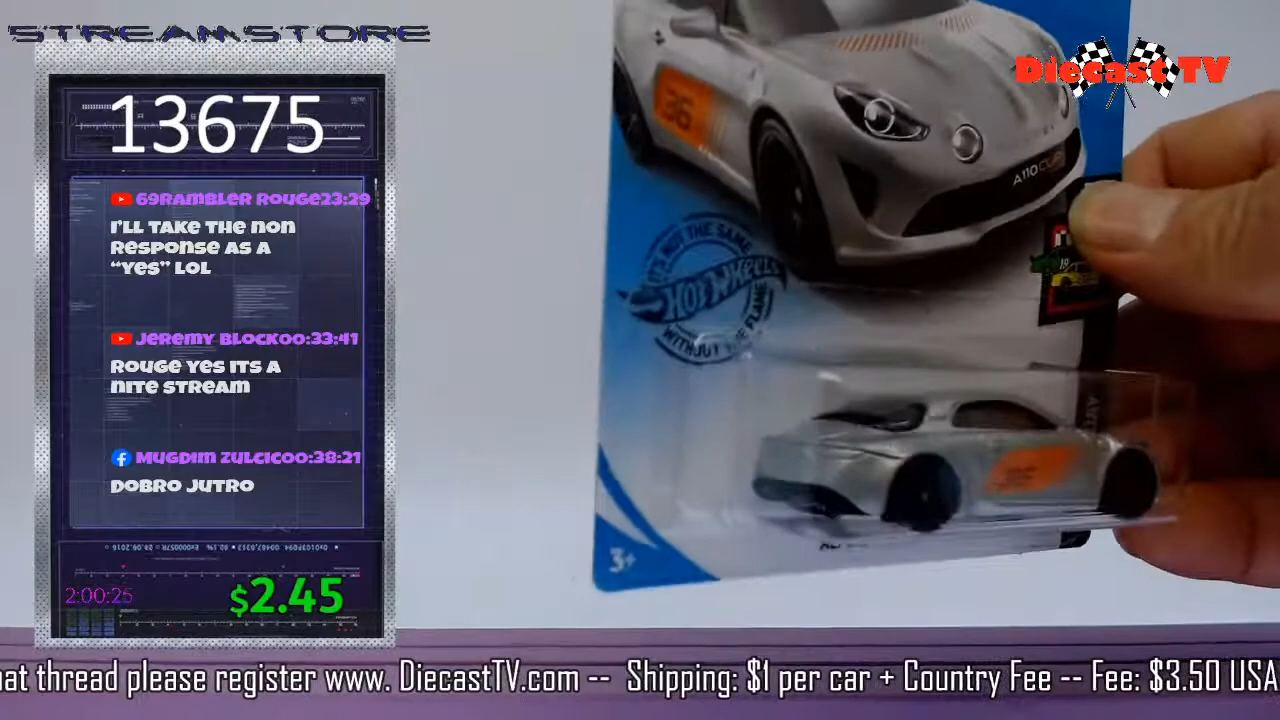 STREAMSTORE
13675
69Rambler Rouge23:29
I'll take the non
response as a
“yes” LOL
Jeremy Block00:33:41
Rouge yes its a
nite stream
Mugdim Zulcic00:38:21
Dobro jutro
2:00:25
$2.45
Diecast TV
36
A110 CUP
IT'S NOT THE SAME
HOT WHEELS
WITHOUT THE FLAME
36
3+
hat thread please register www. DiecastTV.com -- Shipping: $1 per car + Country Fee -- Fee: $3.50 USA